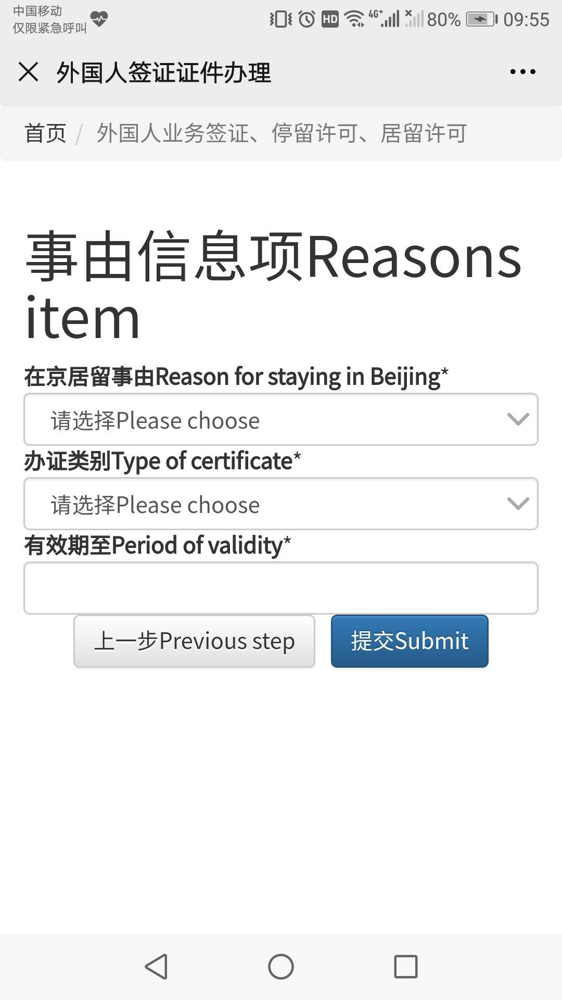 中国移动
仅限紧急呼叫
HD 4G+ 80% 09:55
外国人签证证件办理
首页 / 外国人业务签证、停留许可、居留许可
事由信息项Reasons
item
在京居留事由Reason for staying in Beijing*
请选择Please choose
办证类别Type of certificate*
请选择Please choose
有效期至Period of validity*
上一步Previous step 提交Submit